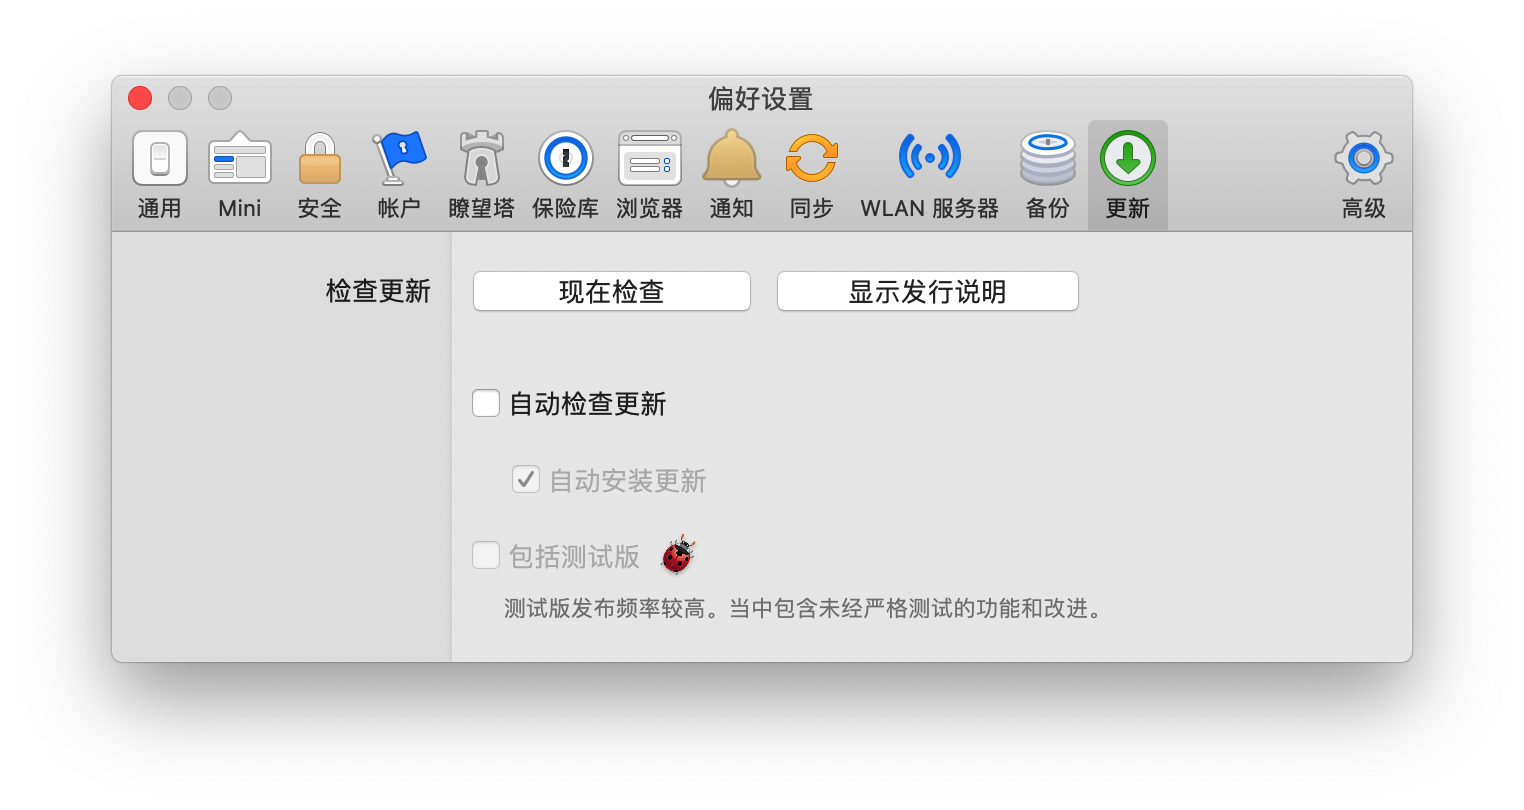 偏好设置
通用 Mini 安全 帐户 瞭望塔 保险库 浏览器 通知 同步 WLAN 服务器 备份 更新 高级
检查更新 现在检查 显示发行说明
自动检查更新
自动安装更新
包括测试版
测试版发布频率较高。当中包含未经严格测试的功能和改进。